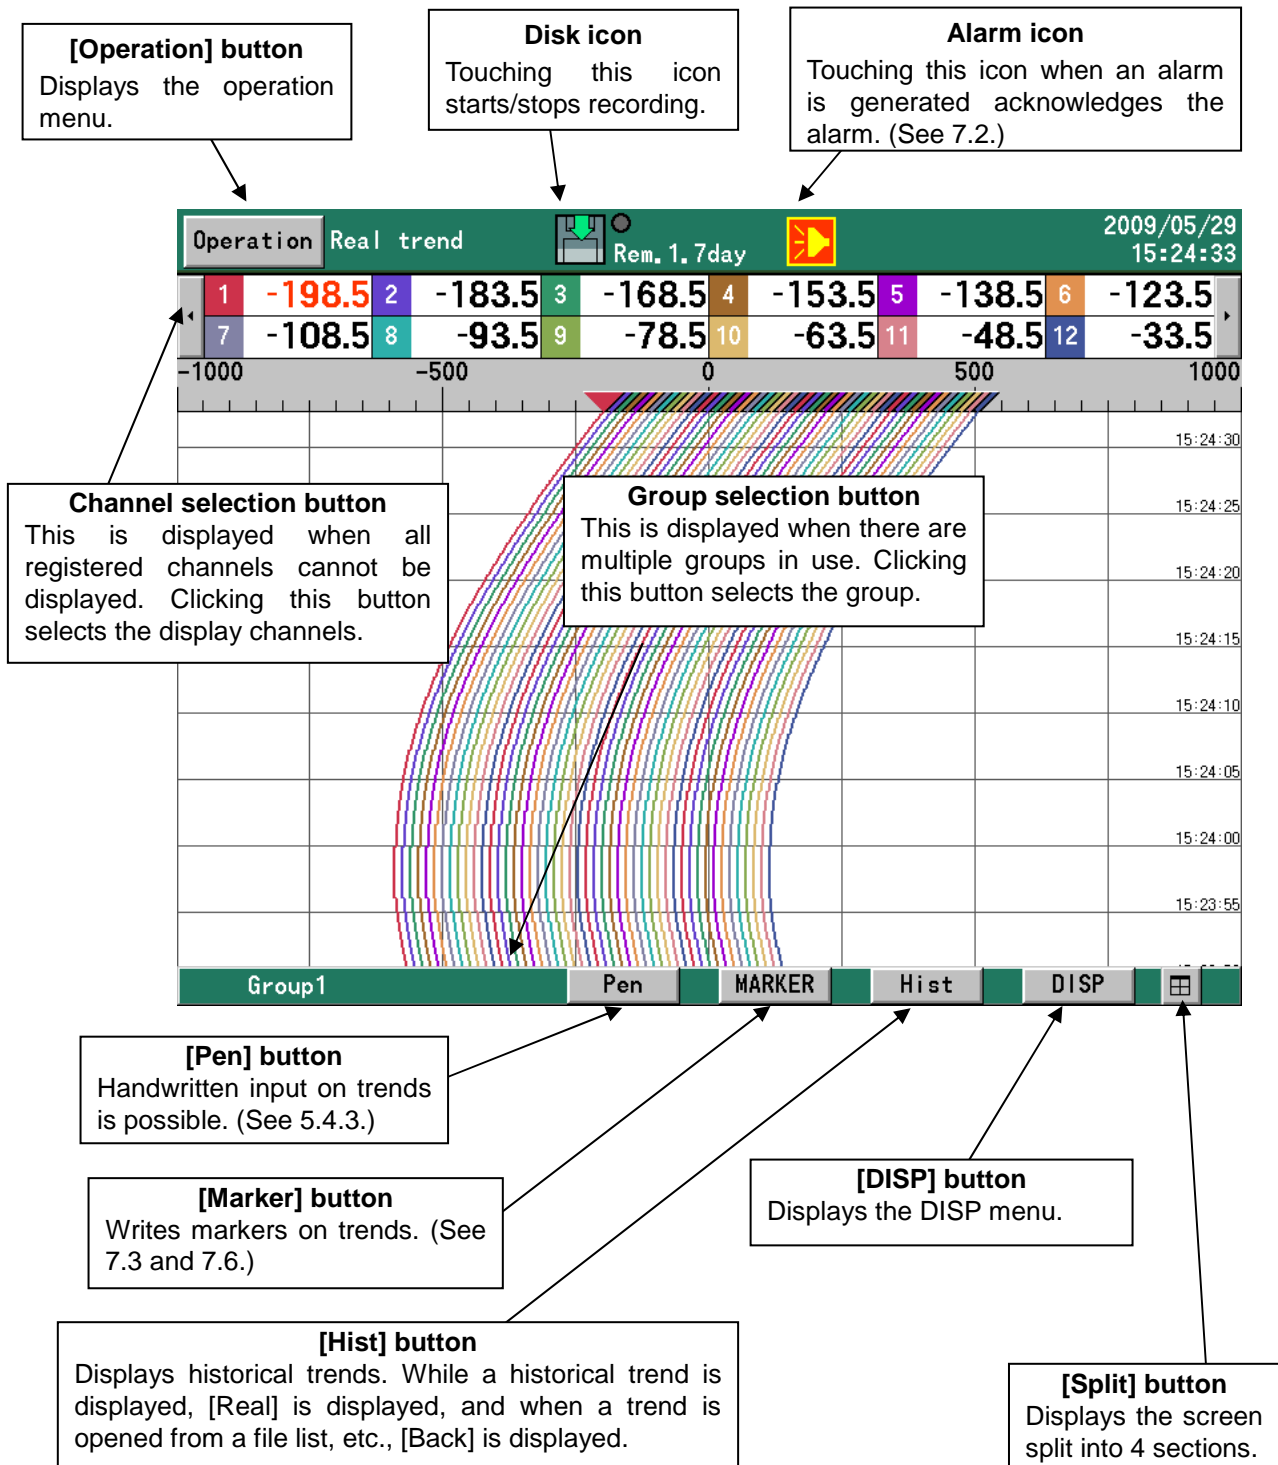 [Operation] button
Displays the operation
menu.
Disk icon
Touching this icon
starts/stops recording.
Alarm icon
Touching this icon when an alarm
is generated acknowledges the
alarm. (See 7.2.)
Operation Real trend Rem.1.7day 2009/05/29
15:24:33
1 -198.5 2 -183.5 3 -168.5 4 -153.5 5 -138.5 6 -123.5
7 -108.5 8 -93.5 9 -78.5 10 -63.5 11 -48.5 12 -33.5
-1000 -500 0 500 1000
15:24:30
Channel selection button
This is displayed when all
registered channels cannot be
displayed. Clicking this button
selects the display channels.
Group selection button
This is displayed when there are
multiple groups in use. Clicking
this button selects the group.
15:24:25
15:24:20
15:24:15
15:24:10
15:24:05
15:24:00
15:23:55
Group1 Pen MARKER Hist DISP
[Pen] button
Handwritten input on trends
is possible. (See 5.4.3.)
[Marker] button
Writes markers on trends. (See
7.3 and 7.6.)
[DISP] button
Displays the DISP menu.
[Hist] button
Displays historical trends. While a historical trend is
displayed, [Real] is displayed, and when a trend is
opened from a file list, etc., [Back] is displayed.
[Split] button
Displays the screen
split into 4 sections.